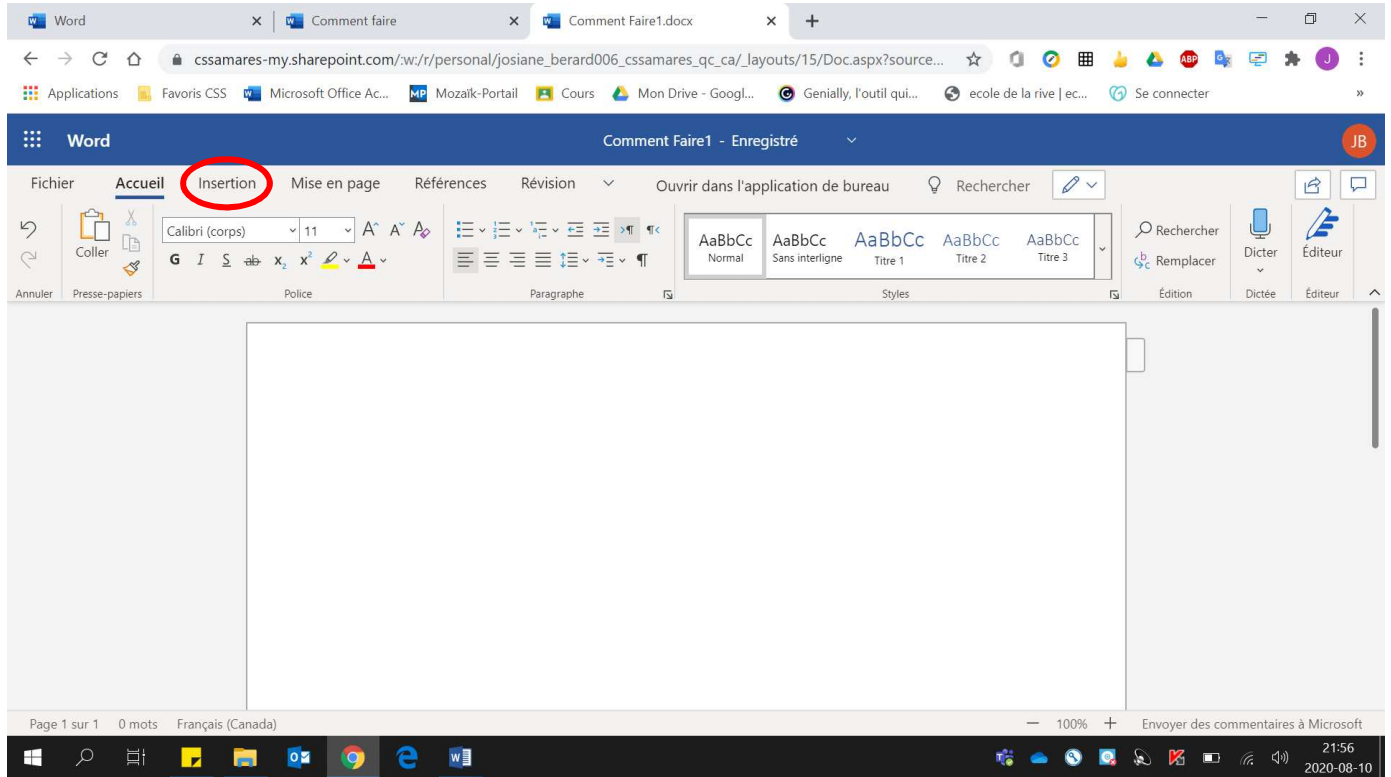 Word
Comment faire
Comment Faire1.docx
cssamares-my.sharepoint.com/:w:/r/personal/josiane_berard006_cssamares_qc_ca/_layouts/15/Doc.aspx?source...
ABP
J
Applications
Favoris CSS
Microsoft Office Ac...
MP
Mozaïk-Portail
Cours
Mon Drive - Googl...
Genially, l'outil qui...
ecole de la rive | ec...
Se connecter
»
Word
Comment Faire1 - Enregistré
JB
Fichier
Accueil
Insertion
Mise en page
Références
Révision
Ouvrir dans l'application de bureau
Rechercher
Coller
Calibri (corps)
11
G I S ab x₂ x² A
AaBbCc
Normal
AaBbCc
Sans interligne
AaBbCc
Titre 1
AaBbCc
Titre 2
AaBbCc
Titre 3
Rechercher
Remplacer
Dicter
Éditeur
Annuler
Presse-papiers
Police
Paragraphe
Styles
Édition
Dictée
Éditeur
Page 1 sur 1
0 mots
Français (Canada)
100%
Envoyer des commentaires à Microsoft
21:56
2020-08-10